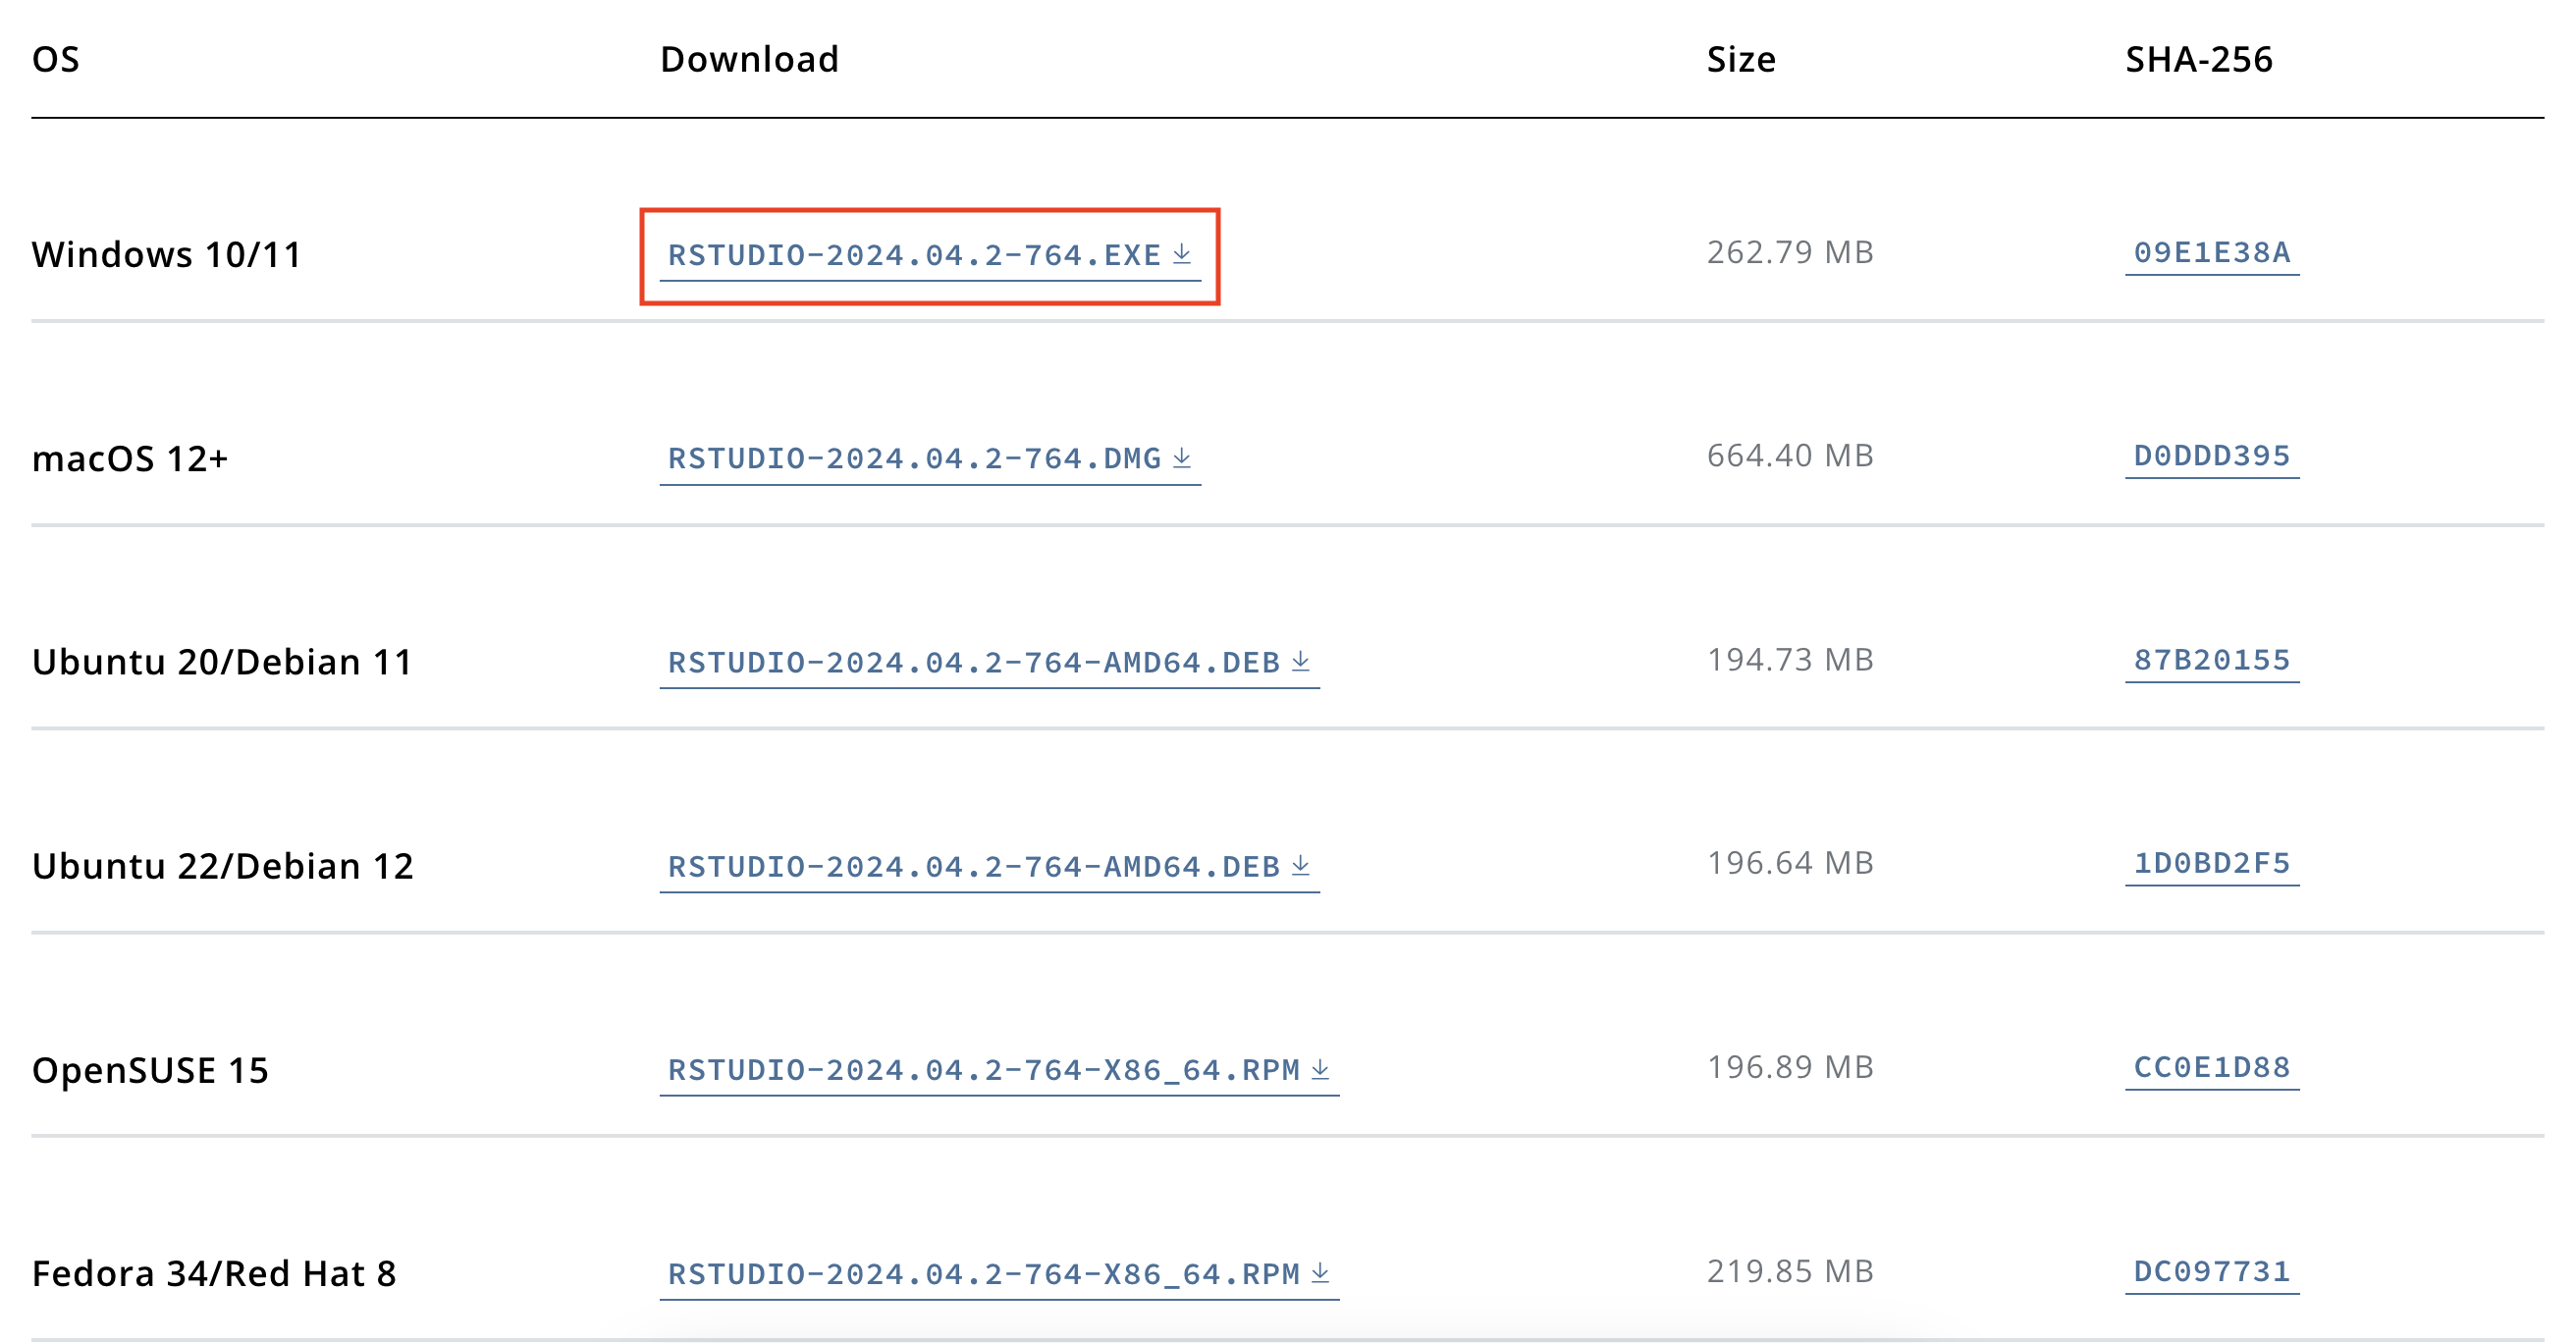 OS Download Size SHA-256
Windows 10/11 RSTUDIO-2024.04.2-764.EXE 262.79 MB 09E1E38A
macOS 12+ RSTUDIO-2024.04.2-764.DMG 664.40 MB D0DDD395
Ubuntu 20/Debian 11 RSTUDIO-2024.04.2-764-AMD64.DEB 194.73 MB 87B20155
Ubuntu 22/Debian 12 RSTUDIO-2024.04.2-764-AMD64.DEB 196.64 MB 1D0BD2F5
OpenSUSE 15 RSTUDIO-2024.04.2-764-X86_64.RPM 196.89 MB CC0E1D88
Fedora 34/Red Hat 8 RSTUDIO-2024.04.2-764-X86_64.RPM 219.85 MB DC097731